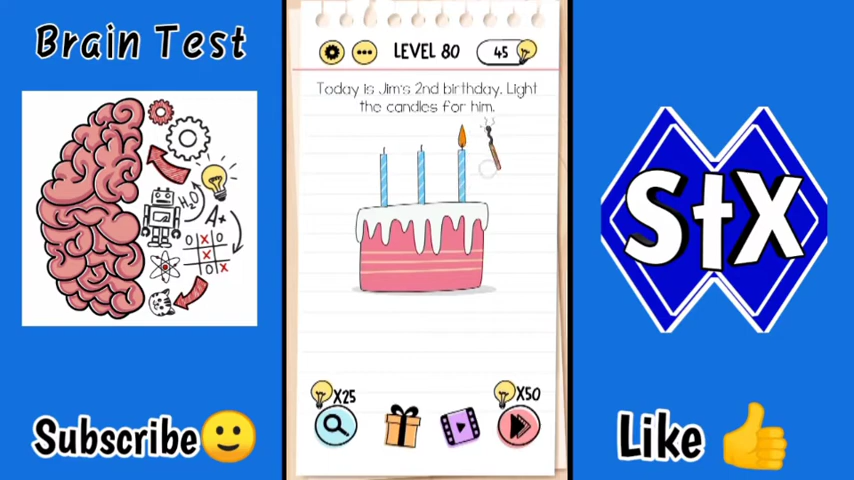 Brain Test
H₂O
A+
O X O
X
O X
Subscribe
LEVEL 80
45
Today is Jim's 2nd birthday. Light
the candles for him.
X25
X50
StX
Like